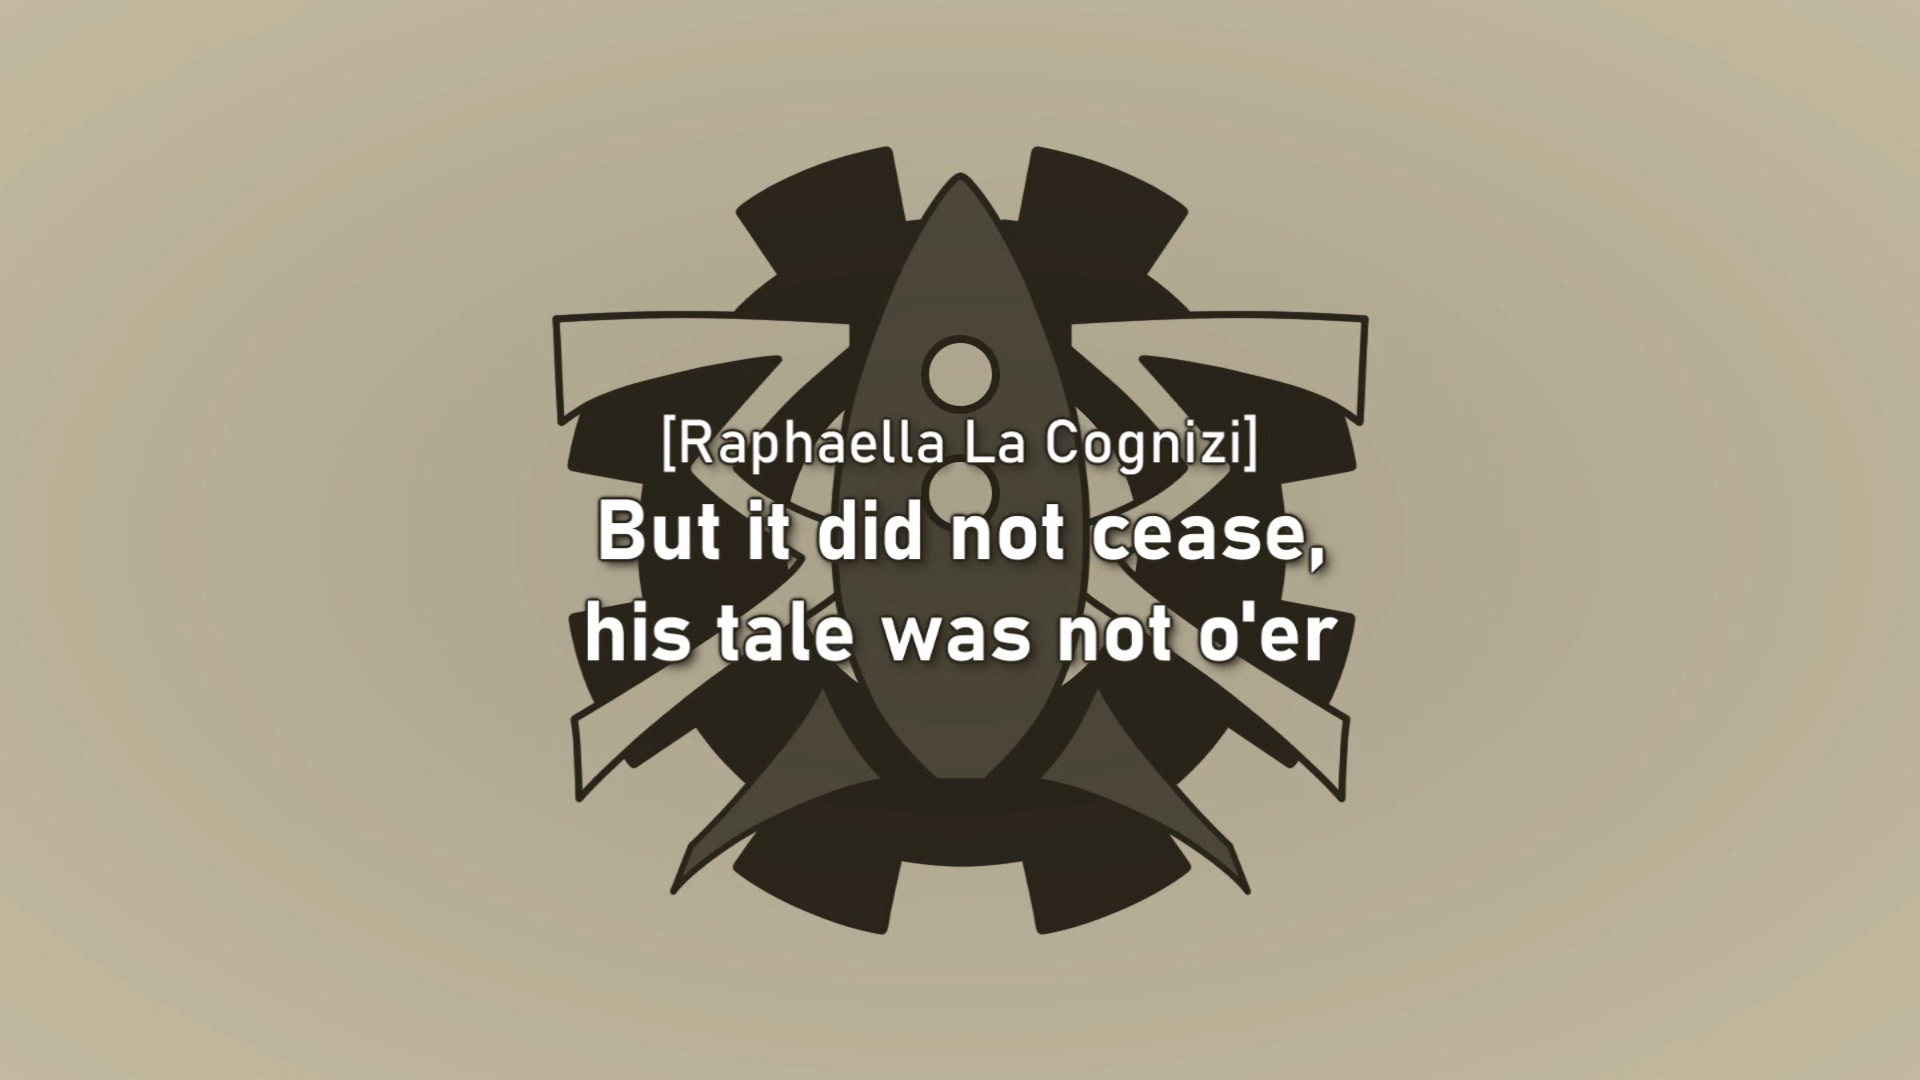 [Raphaella La Cognizi]
But it did not cease,
his tale was not o'er